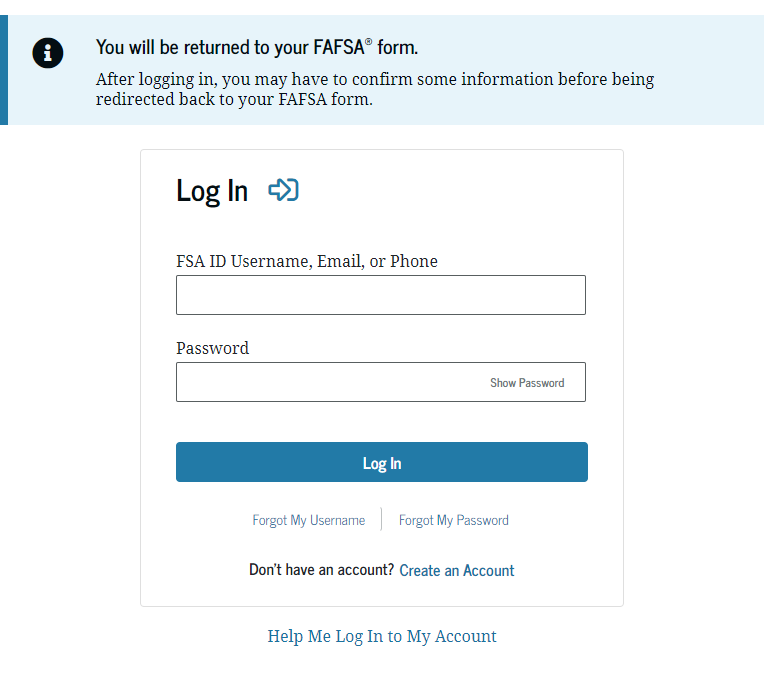 You will be returned to your FAFSA® form.
After logging in, you may have to confirm some information before being
redirected back to your FAFSA form.
Log In
FSA ID Username, Email, or Phone
Password
Show Password
Log In
Forgot My Username
Forgot My Password
Don't have an account? Create an Account
Help Me Log In to My Account